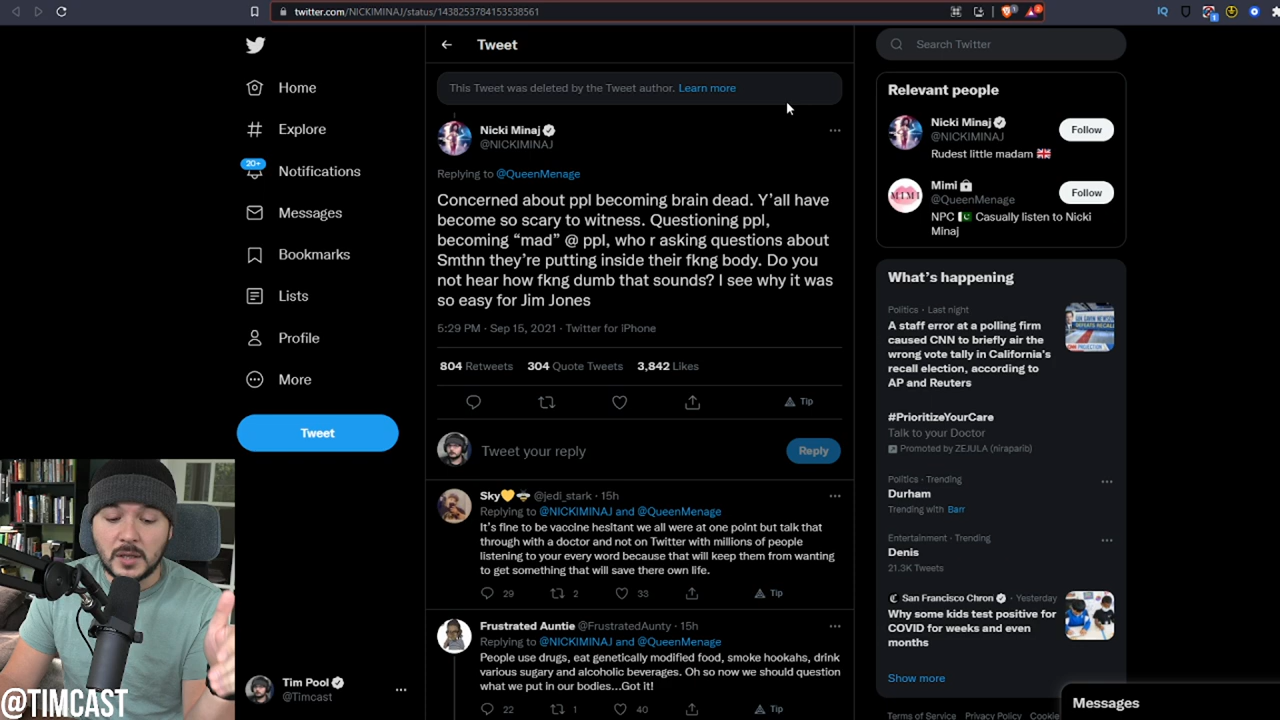 twitter.com/NICKIMINAJ/status/1438253784153538561
Home
Explore
20+
Notifications
Messages
Bookmarks
Lists
Profile
More
Tweet
Tim Pool
@Timcast
@TIMCAST
Tweet
This Tweet was deleted by the Tweet author. Learn more
Nicki Minaj
@NICKIMINAJ
Replying to @QueenMenage
Concerned about ppl becoming brain dead. Y’all have
become so scary to witness. Questioning ppl,
becoming “mad” @ ppl, who r asking questions about
Smthn they’re putting inside their fkng body. Do you
not hear how fkng dumb that sounds? I see why it was
so easy for Jim Jones
5:29 PM · Sep 15, 2021 · Twitter for iPhone
804 Retweets 304 Quote Tweets 3,842 Likes
Tip
Tweet your reply
Reply
Sky @jedi_stark · 15h
Replying to @NICKIMINAJ and @QueenMenage
It’s fine to be vaccine hesitant we all were at one point but talk that
through with a doctor and not on Twitter with millions of people
listening to your every word because that will keep them from wanting
to get something that will save there own life.
29 2 33 Tip
Frustrated Auntie @FrustratedAunty · 15h
Replying to @NICKIMINAJ and @QueenMenage
People use drugs, eat genetically modified food, smoke hookahs, drink
various sugary and alcoholic beverages. Oh so now we should question
what we put in our bodies...Got it!
22 1 40 Tip
Search Twitter
Relevant people
Nicki Minaj
@NICKIMINAJ
Follow
Rudest little madam
Mimi
@QueenMenage
Follow
NPC Casually listen to Nicki
Minaj
What’s happening
Politics · Last night
A staff error at a polling firm
caused CNN to briefly air the
wrong vote tally in California’s
recall election, according to
AP and Reuters
#PrioritizeYourCare
Talk to your Doctor
Promoted by ZEJULA (niraparib)
Politics · Trending
Durham
Trending with Barr
Entertainment · Trending
Denis
21.3K Tweets
San Francisco Chron · Yesterday
Why some kids test positive for
COVID for weeks and even
months
Show more
Terms of Service Privacy Policy Cookie
Messages